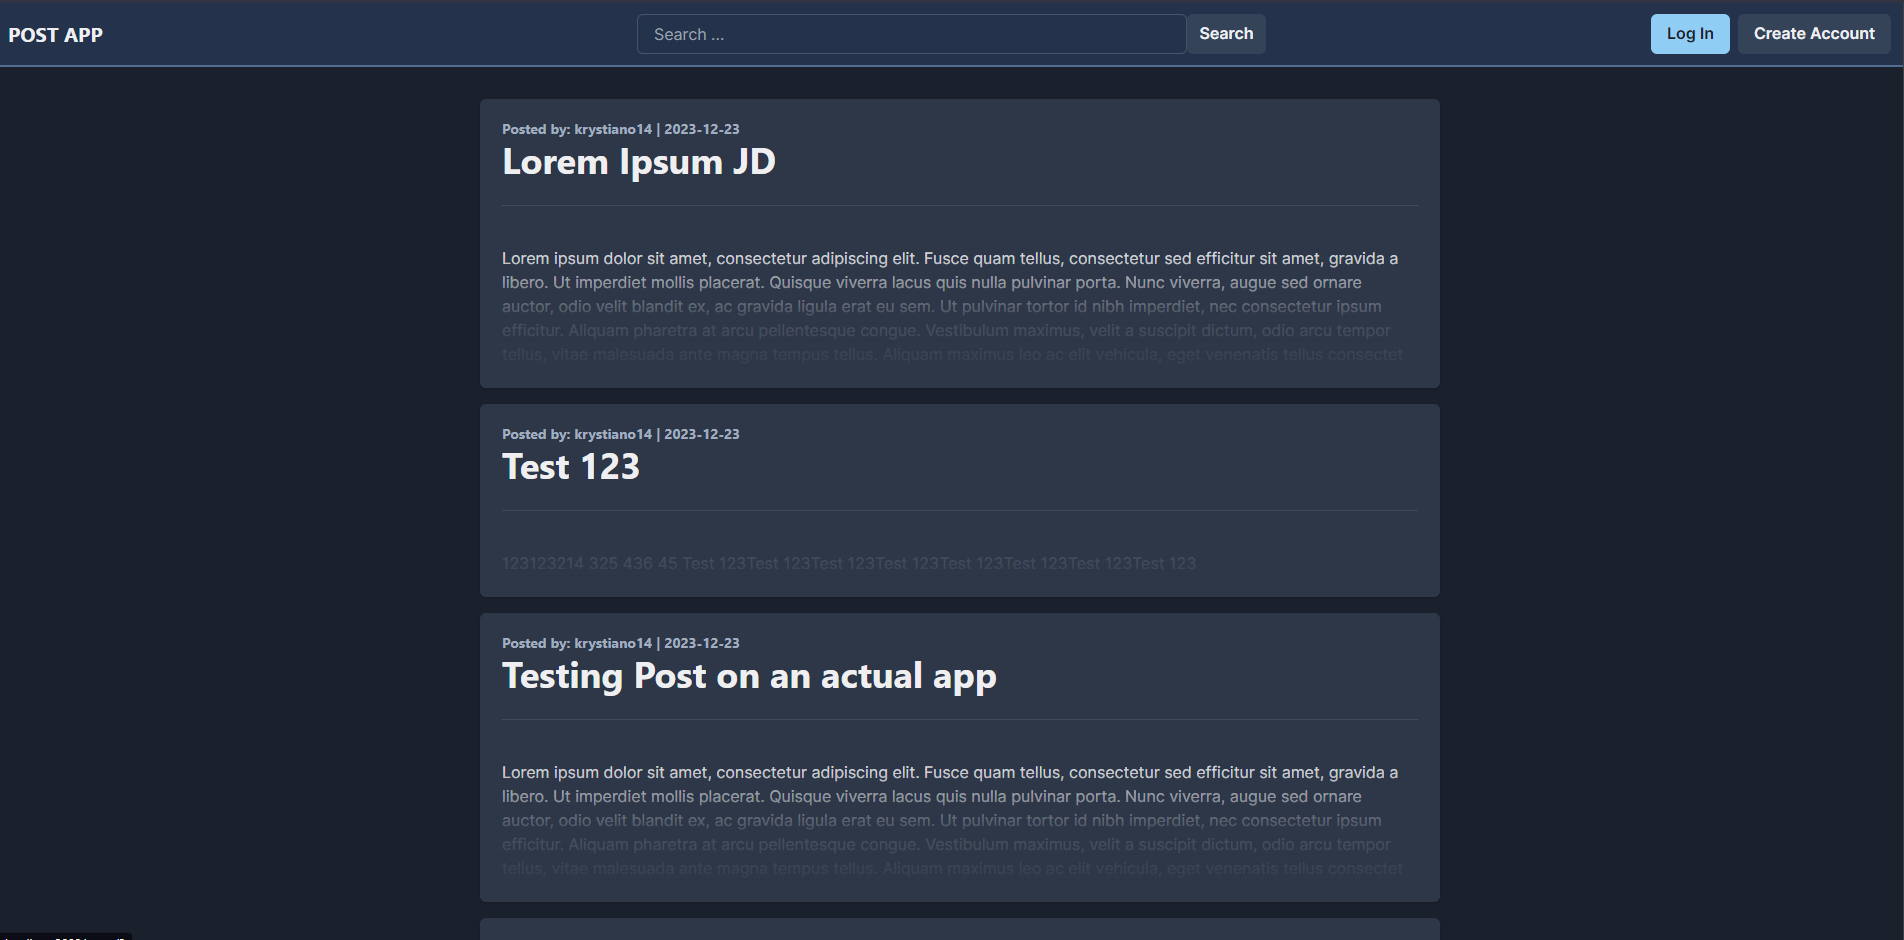 POST APP
Search ...
Search
Log In
Create Account
Posted by: krystiano14 | 2023-12-23
Lorem Ipsum JD
Lorem ipsum dolor sit amet, consectetur adipiscing elit. Fusce quam tellus, consectetur sed efficitur sit amet, gravida a
libero. Ut imperdiet mollis placerat. Quisque viverra lacus quis nulla pulvinar porta. Nunc viverra, augue sed ornare
auctor, odio velit blandit ex, ac gravida ligula erat eu sem. Ut pulvinar tortor id nibh imperdiet, nec consectetur ipsum
efficitur. Aliquam pharetra at arcu pellentesque congue. Vestibulum maximus, velit a suscipit dictum, odio arcu tempor
tellus, vitae malesuada ante magna tempus tellus. Aliquam maximus leo ac elit vehicula, eget venenatis tellus consectet
Posted by: krystiano14 | 2023-12-23
Test 123
123123214 325 436 45 Test 123Test 123Test 123Test 123Test 123Test 123Test 123Test 123
Posted by: krystiano14 | 2023-12-23
Testing Post on an actual app
Lorem ipsum dolor sit amet, consectetur adipiscing elit. Fusce quam tellus, consectetur sed efficitur sit amet, gravida a
libero. Ut imperdiet mollis placerat. Quisque viverra lacus quis nulla pulvinar porta. Nunc viverra, augue sed ornare
auctor, odio velit blandit ex, ac gravida ligula erat eu sem. Ut pulvinar tortor id nibh imperdiet, nec consectetur ipsum
efficitur. Aliquam pharetra at arcu pellentesque congue. Vestibulum maximus, velit a suscipit dictum, odio arcu tempor
tellus, vitae malesuada ante magna tempus tellus. Aliquam maximus leo ac elit vehicula, eget venenatis tellus consectet